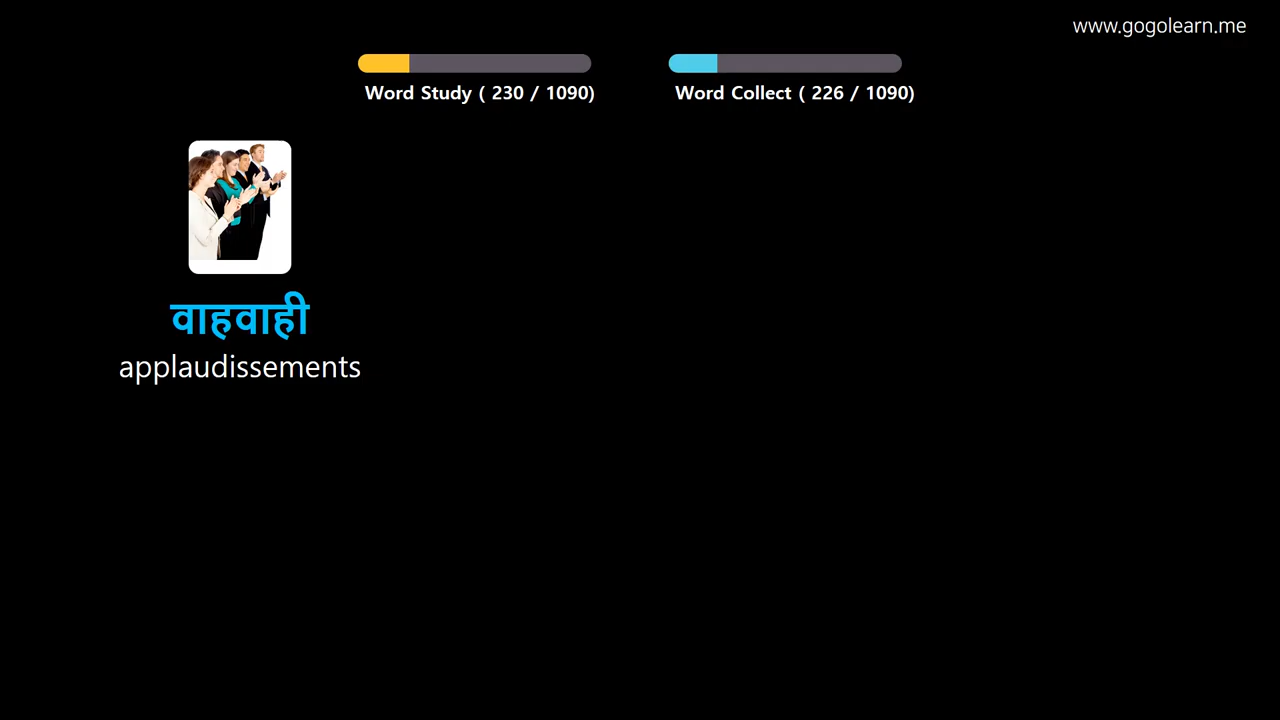 www.gogolearn.me
Word Study ( 230 / 1090)
Word Collect ( 226 / 1090)
वाहवाही
applaudissements